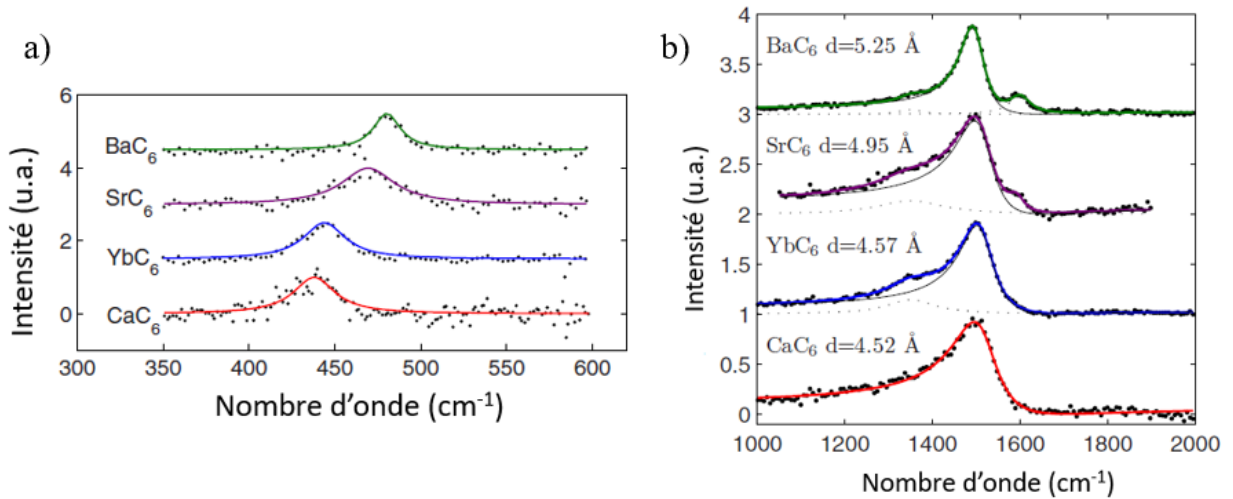 a)
6
4
2
0
BaC6
SrC6
YbC6
CaC6
Intensité (u.a.)
300 350 400 450 500 550 600
Nombre d'onde (cm-1)
b)
4
3.5
3
2.5
2
1.5
1
0.5
0
BaC6 d=5.25 Å
SrC6 d=4.95 Å
YbC6 d=4.57 Å
CaC6 d=4.52 Å
Intensité (u.a.)
1000 1200 1400 1600 1800 2000
Nombre d'onde (cm-1)